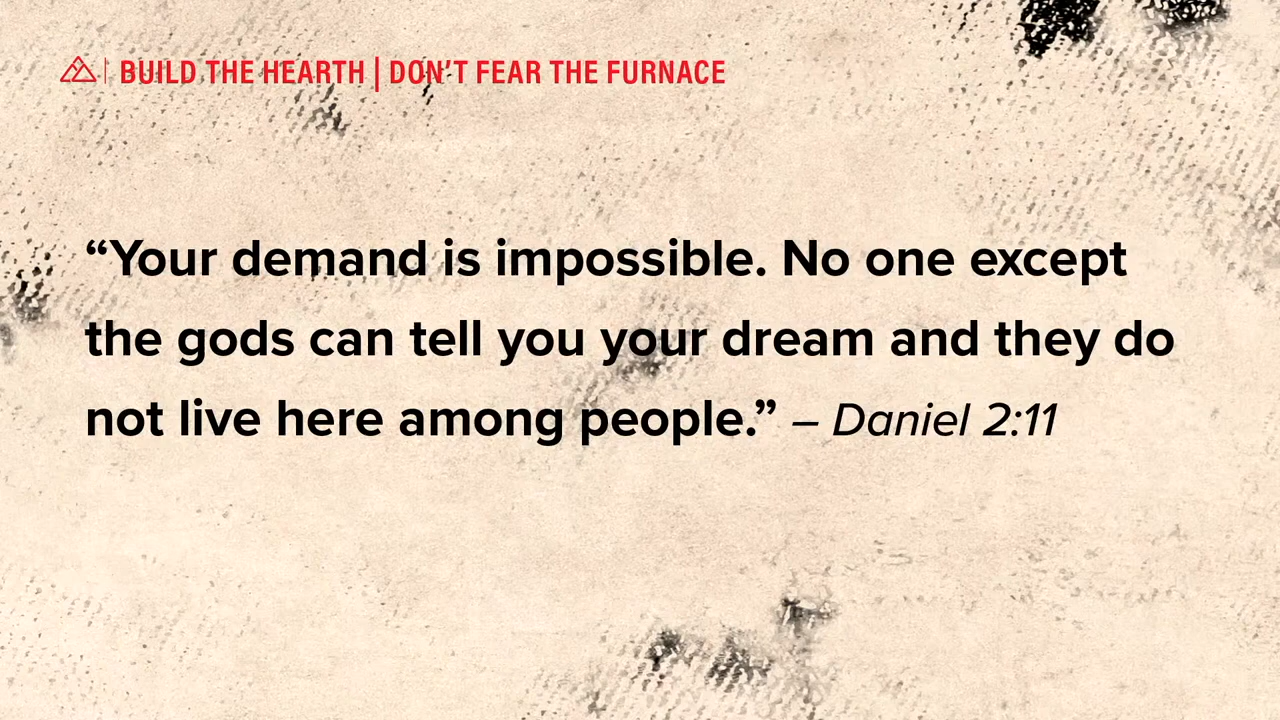 BUILD THE HEARTH | DON’T FEAR THE FURNACE
“Your demand is impossible. No one except
the gods can tell you your dream and they do
not live here among people.” – Daniel 2:11